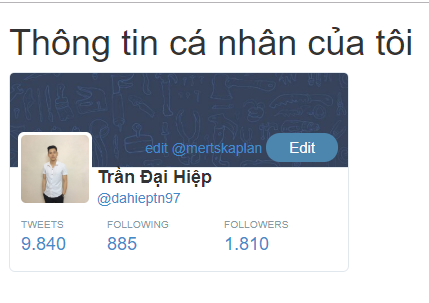 Thông tin cá nhân của tôi
edit @mertskaplan Edit
Trần Đại Hiệp
@dahieptn97
TWEETS FOLLOWING FOLLOWERS
9.840 885 1.810